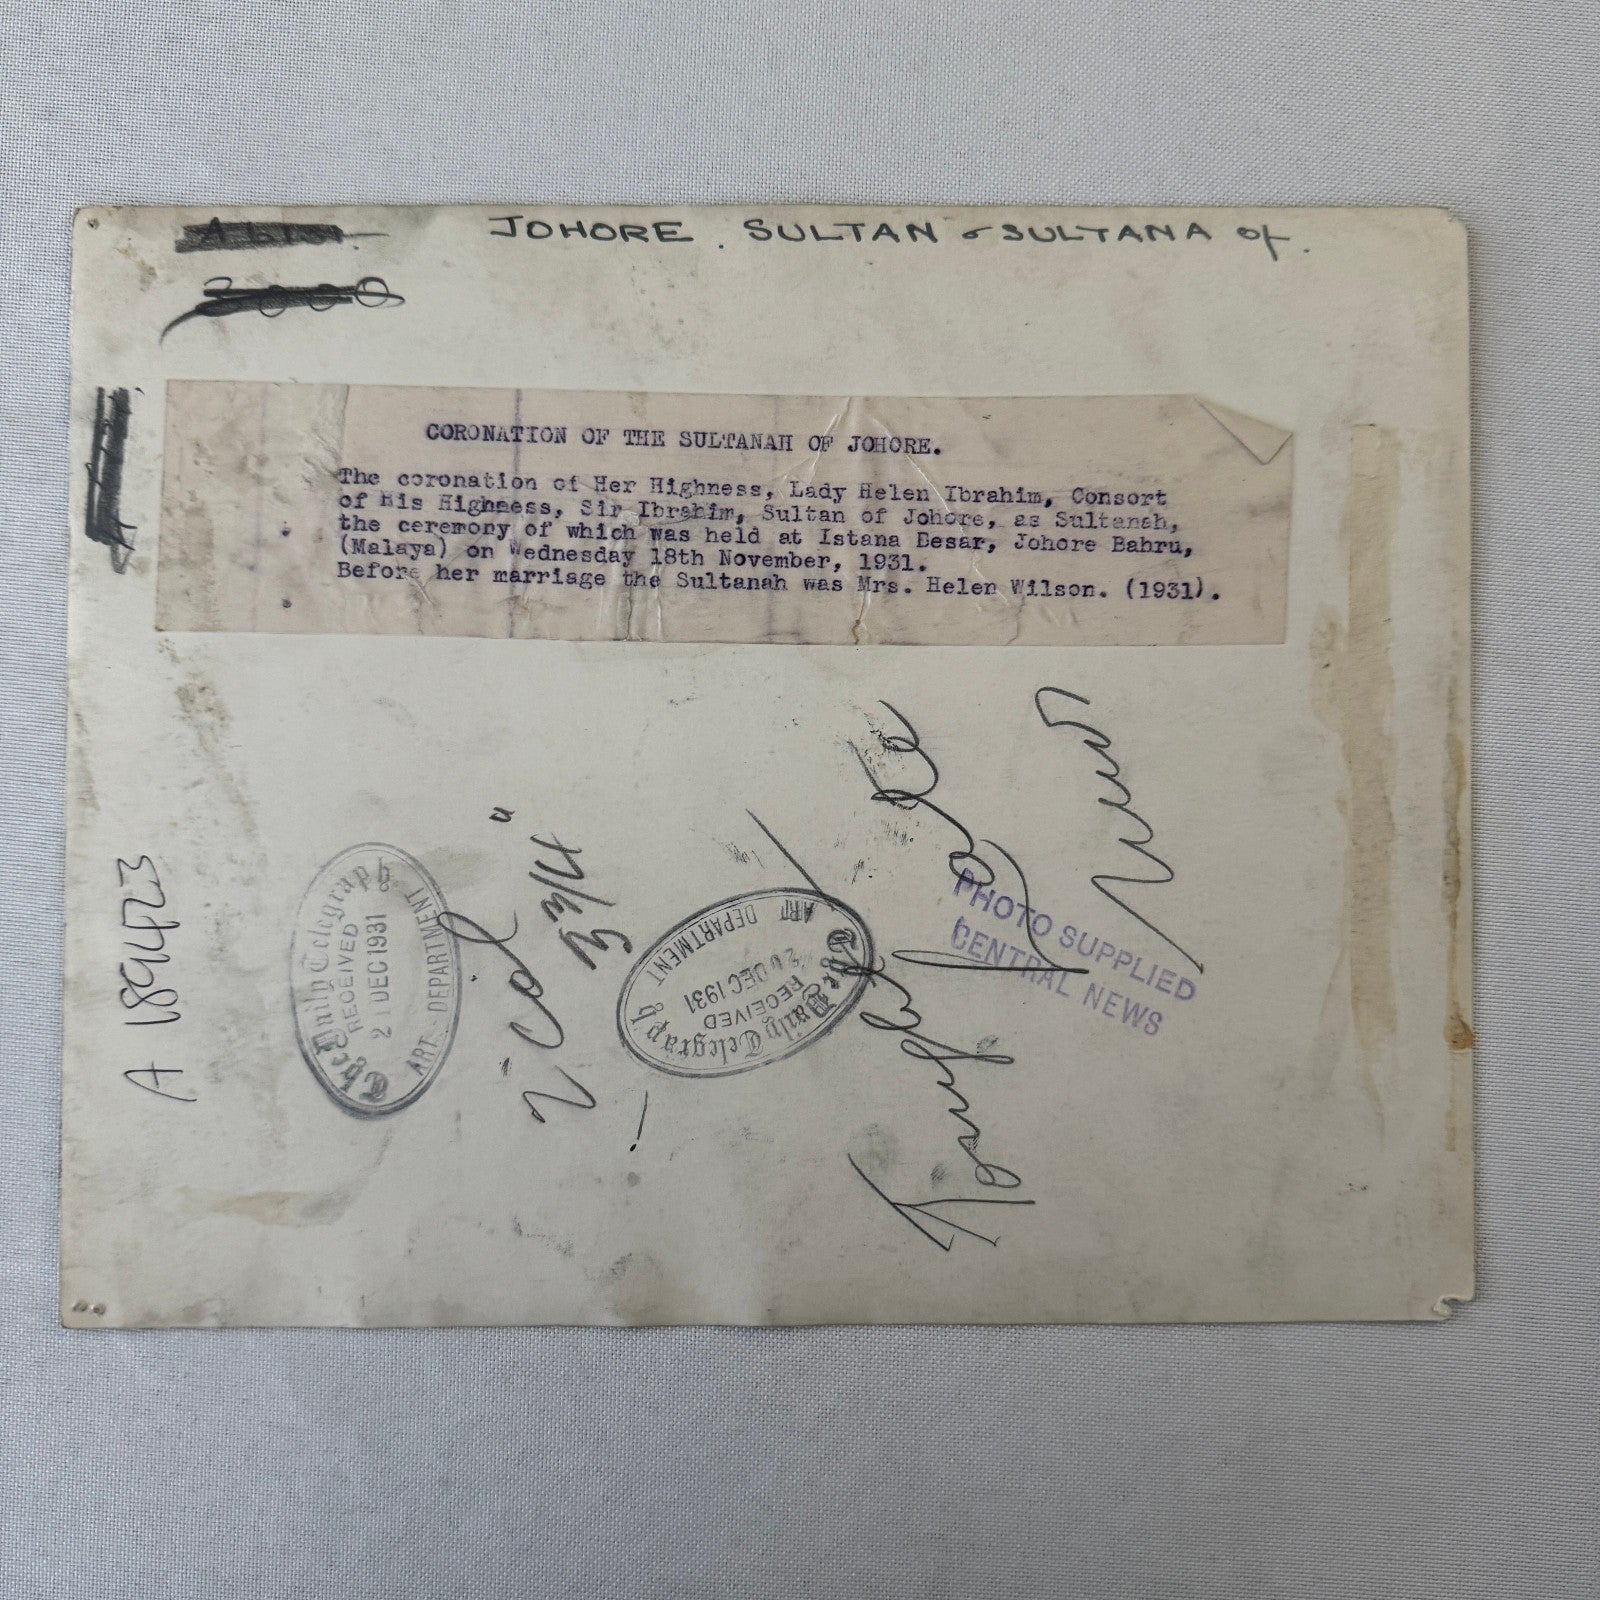 JOHORE. SULTAN & SULTANA of.
CORONATION OF THE SULTANAH OF JOHORE.
The coronation of Her Highness, Lady Helen Ibrahim, Consort
of His Highness, Sir Ibrahim, Sultan of Johore, as Sultanah,
the ceremony of which was held at Istana Besar, Johore Bahru,
(Malaya) on Wednesday 18th November, 1931.
Before her marriage the Sultanah was Mrs. Helen Wilson. (1931).
A 189423
The Daily Telegraph
RECEIVED
21 DEC 1931
ART DEPARTMENT
The Daily Telegraph
RECEIVED
DEC 1931
ART DEPARTMENT
PHOTO SUPPLIED
CENTRAL NEWS